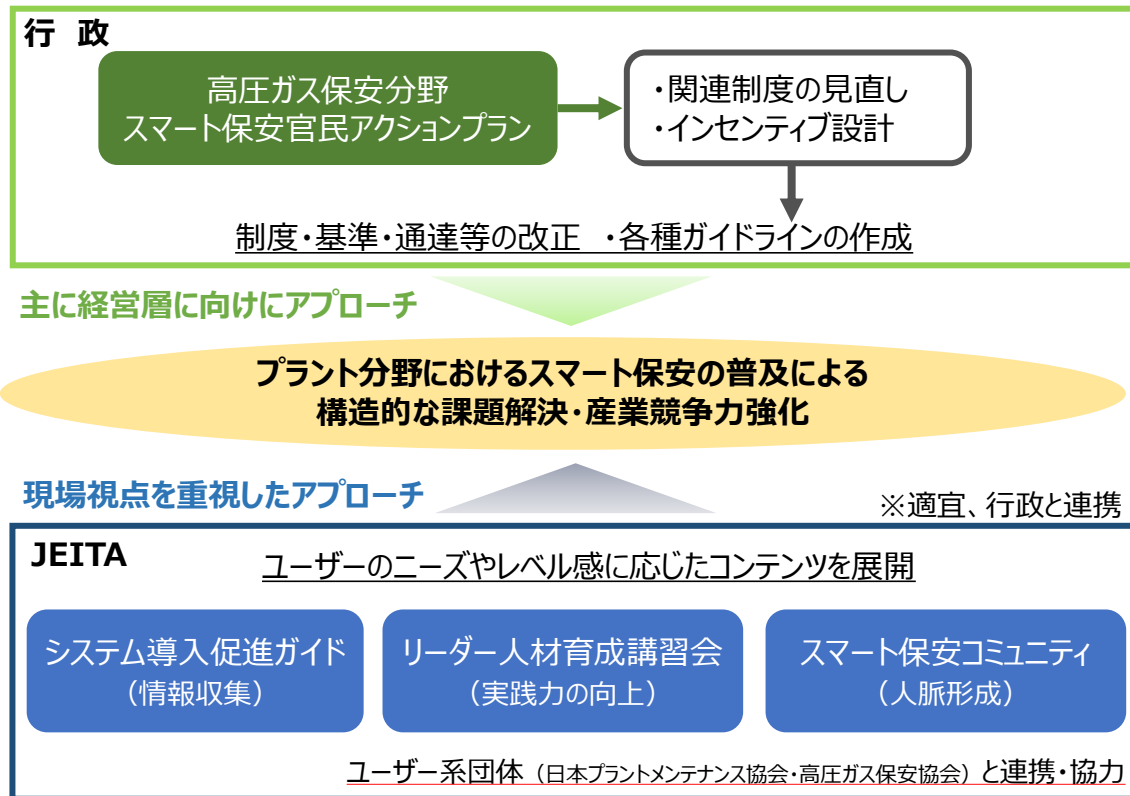 行 政
高圧ガス保安分野
スマート保安官民アクションプラン
・関連制度の見直し
・インセンティブ設計
制度・基準・通達等の改正 ・各種ガイドラインの作成
主に経営層に向けにアプローチ
プラント分野におけるスマート保安の普及による
構造的な課題解決・産業競争力強化
現場視点を重視したアプローチ
※適宜、行政と連携
JEITA
ユーザーのニーズやレベル感に応じたコンテンツを展開
システム導入促進ガイド
（情報収集）
リーダー人材育成講習会
（実践力の向上）
スマート保安コミュニティ
（人脈形成）
ユーザー系団体（日本プラントメンテナンス協会・高圧ガス保安協会）と連携・協力